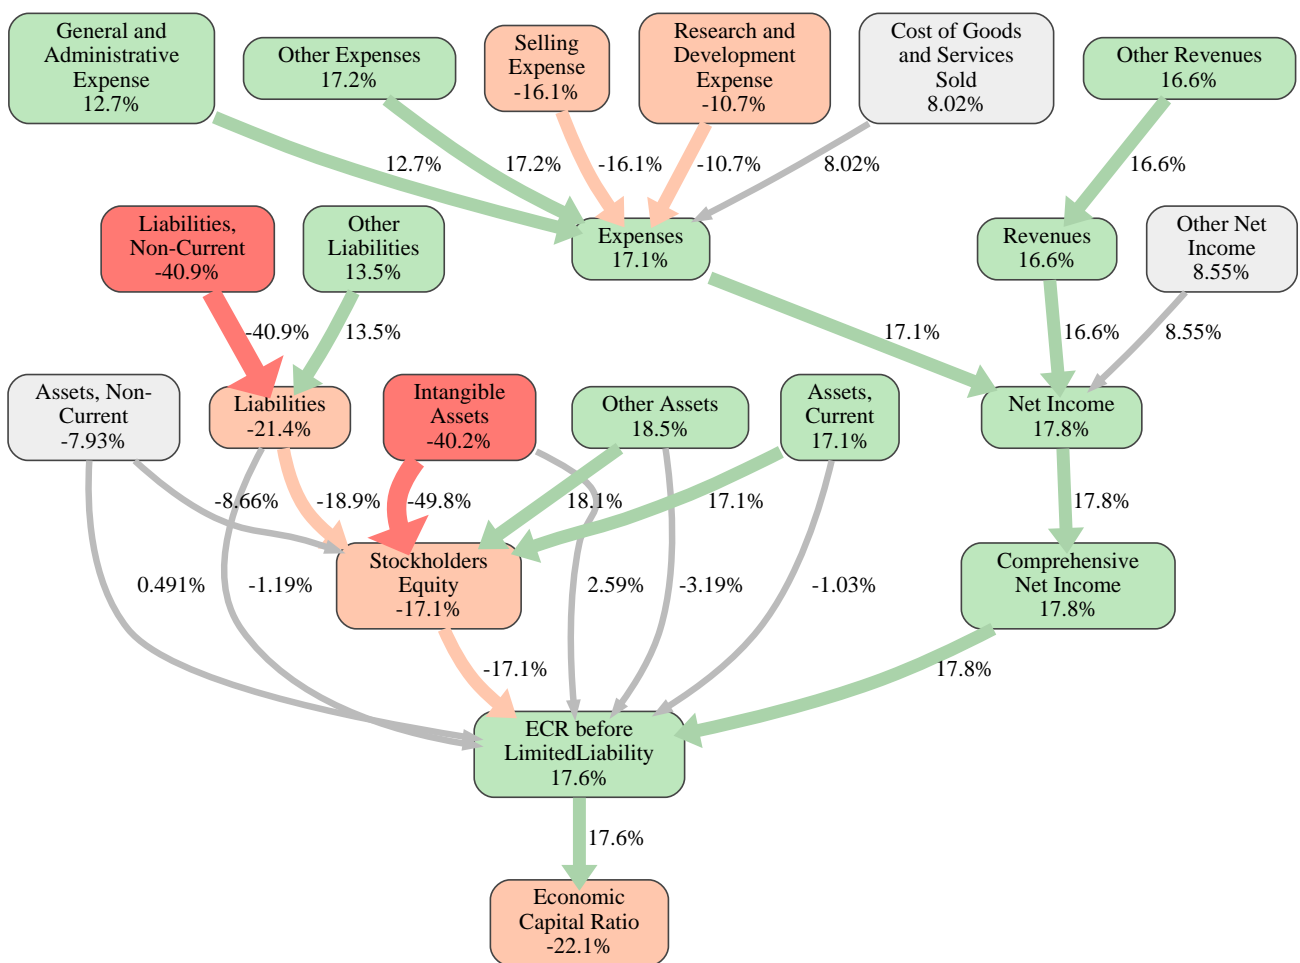 General and
Administrative
Expense
12.7%
Other Expenses
17.2%
Selling
Expense
-16.1%
Research and
Development
Expense
-10.7%
Cost of Goods
and Services
Sold
8.02%
Other Revenues
16.6%
12.7%
17.2%
-16.1%
-10.7%
8.02%
16.6%
Liabilities,
Non-Current
-40.9%
Other
Liabilities
13.5%
Expenses
17.1%
Revenues
16.6%
Other Net
Income
8.55%
-40.9%
13.5%
17.1%
16.6%
8.55%
Assets, Non-
Current
-7.93%
Liabilities
-21.4%
Intangible
Assets
-40.2%
Other Assets
18.5%
Assets,
Current
17.1%
Net Income
17.8%
-8.66%
-18.9%
-49.8%
18.1%
17.1%
17.8%
Stockholders
Equity
-17.1%
Comprehensive
Net Income
17.8%
0.491%
-1.19%
2.59%
-3.19%
-1.03%
-17.1%
17.8%
ECR before
LimitedLiability
17.6%
17.6%
Economic
Capital Ratio
-22.1%